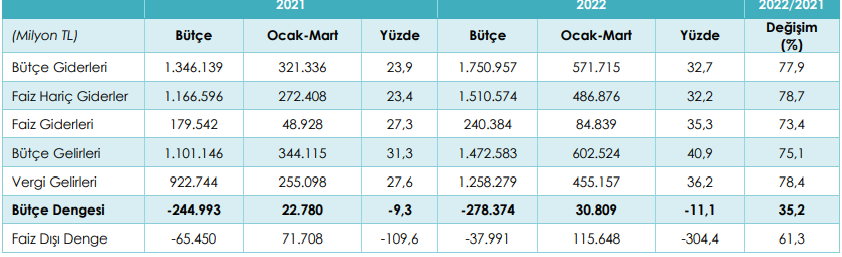 2021 2022 2022/2021
(Milyon TL) Bütçe Ocak-Mart Yüzde Bütçe Ocak-Mart Yüzde Değişim
(%)
Bütçe Giderleri 1.346.139 321.336 23,9 1.750.957 571.715 32,7 77,9
Faiz Hariç Giderler 1.166.596 272.408 23,4 1.510.574 486.876 32,2 78,7
Faiz Giderleri 179.542 48.928 27,3 240.384 84.839 35,3 73,4
Bütçe Gelirleri 1.101.146 344.115 31,3 1.472.583 602.524 40,9 75,1
Vergi Gelirleri 922.744 255.098 27,6 1.258.279 455.157 36,2 78,4
Bütçe Dengesi -244.993 22.780 -9,3 -278.374 30.809 -11,1 35,2
Faiz Dışı Denge -65.450 71.708 -109,6 -37.991 115.648 -304,4 61,3